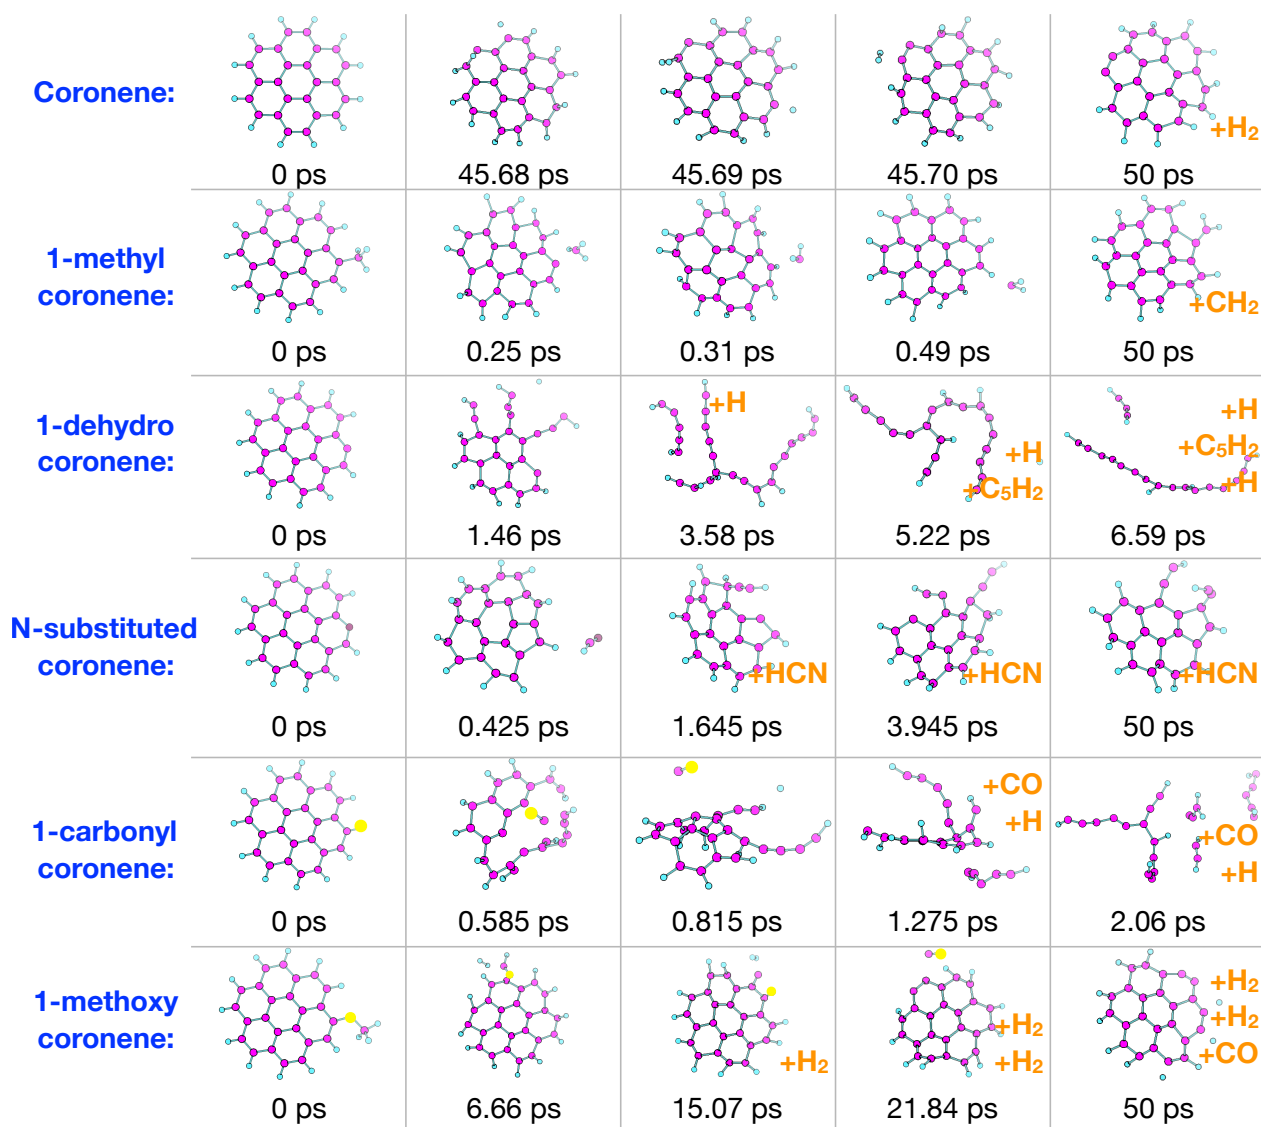 Coronene:
+H₂
0 ps
45.68 ps
45.69 ps
45.70 ps
50 ps
1-methyl
coronene:
+CH₂
0 ps
0.25 ps
0.31 ps
0.49 ps
50 ps
1-dehydro
coronene:
+H
+H
+C₅H₂
+H
+C₅H₂
+H
0 ps
1.46 ps
3.58 ps
5.22 ps
6.59 ps
N-substituted
coronene:
+HCN
+HCN
+HCN
0 ps
0.425 ps
1.645 ps
3.945 ps
50 ps
1-carbonyl
coronene:
+CO
+H
+CO
+H
0 ps
0.585 ps
0.815 ps
1.275 ps
2.06 ps
1-methoxy
coronene:
+H₂
+H₂
+H₂
+H₂
+H₂
+CO
0 ps
6.66 ps
15.07 ps
21.84 ps
50 ps